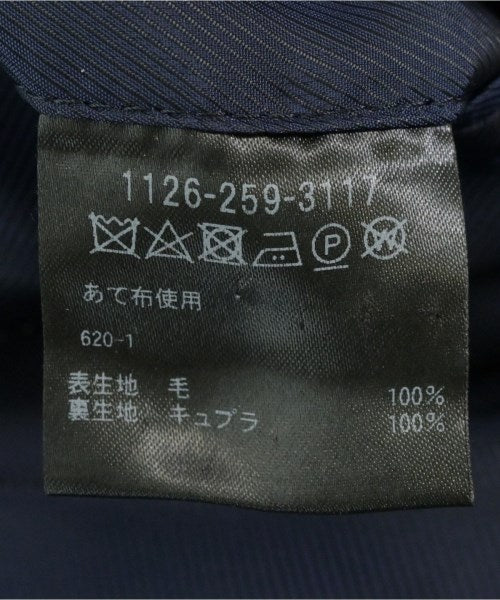 1126-259-3117
P W
あて布使用
620-1
表生地 毛 100%
裏生地 キュプラ 100%